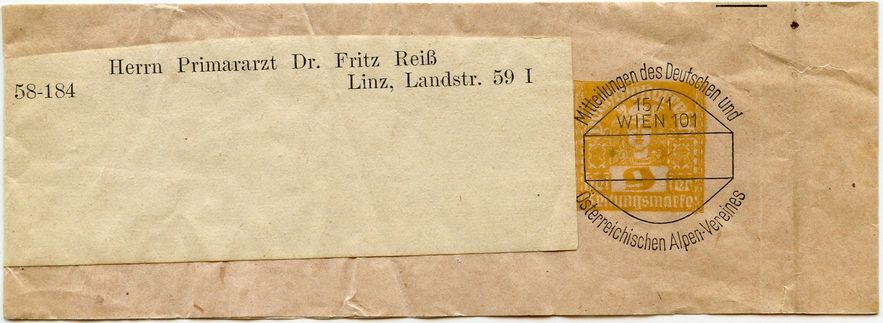 Herrn Primararzt Dr. Fritz Reiß
58-184
Linz, Landstr. 59 I
Mitteilungen des Deutschen und
15/1
WIEN 101
9
Österreichischen Alpen-Vereines